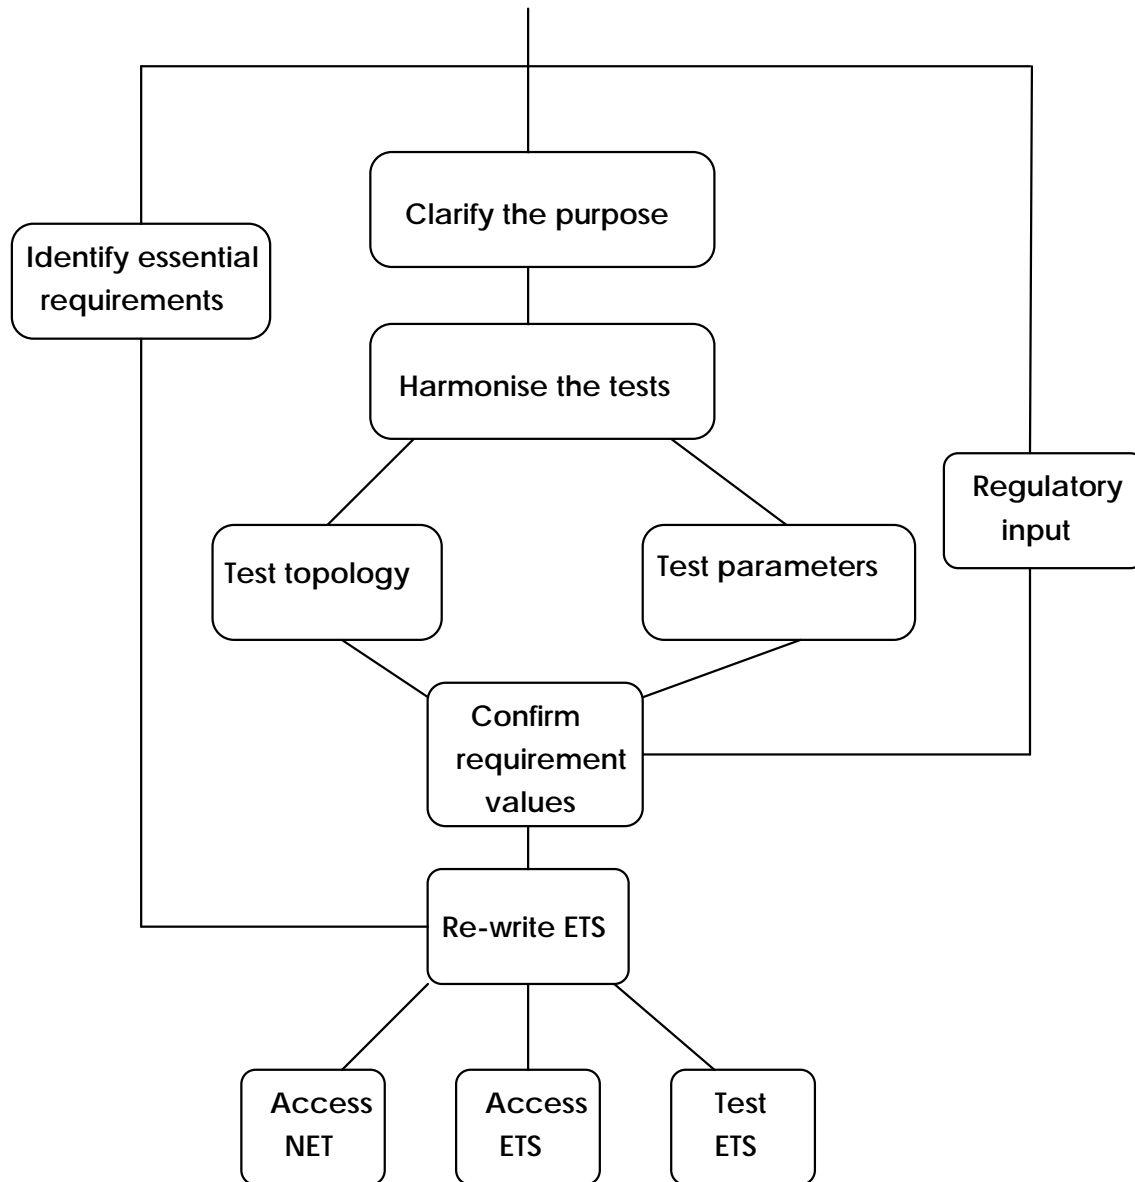 Clarify the purpose
Identify essential
requirements
Harmonise the tests
Regulatory
input
Test topology
Test parameters
Confirm
requirement
values
Re-write ETS
Access
NET
Access
ETS
Test
ETS